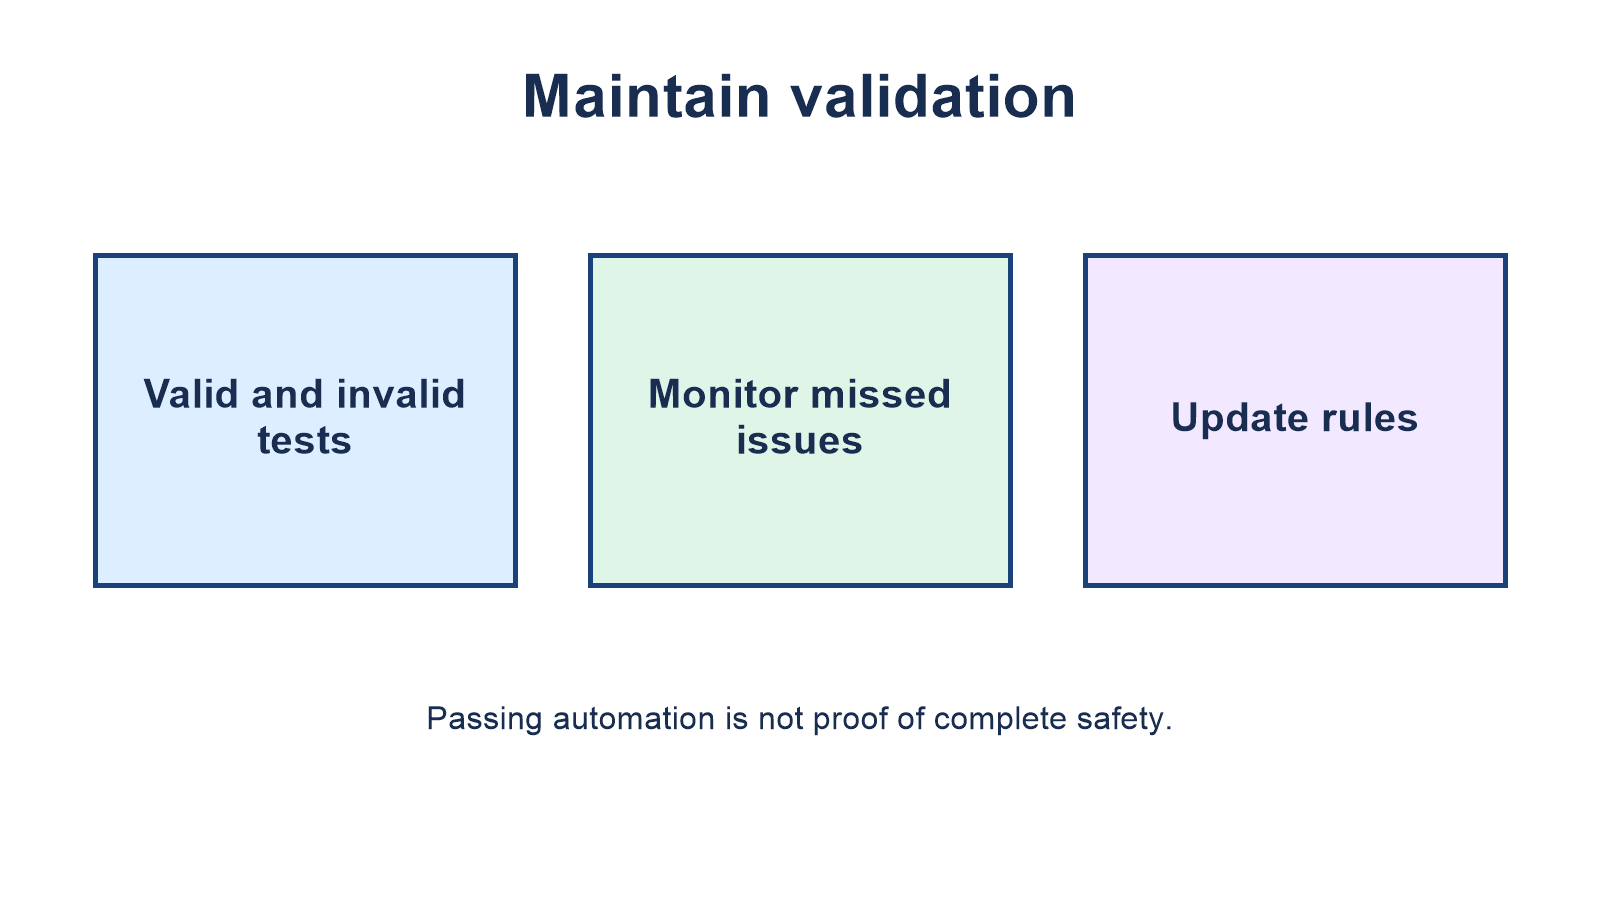 Maintain validation
Valid and invalid
tests
Monitor missed
issues
Update rules
Passing automation is not proof of complete safety.